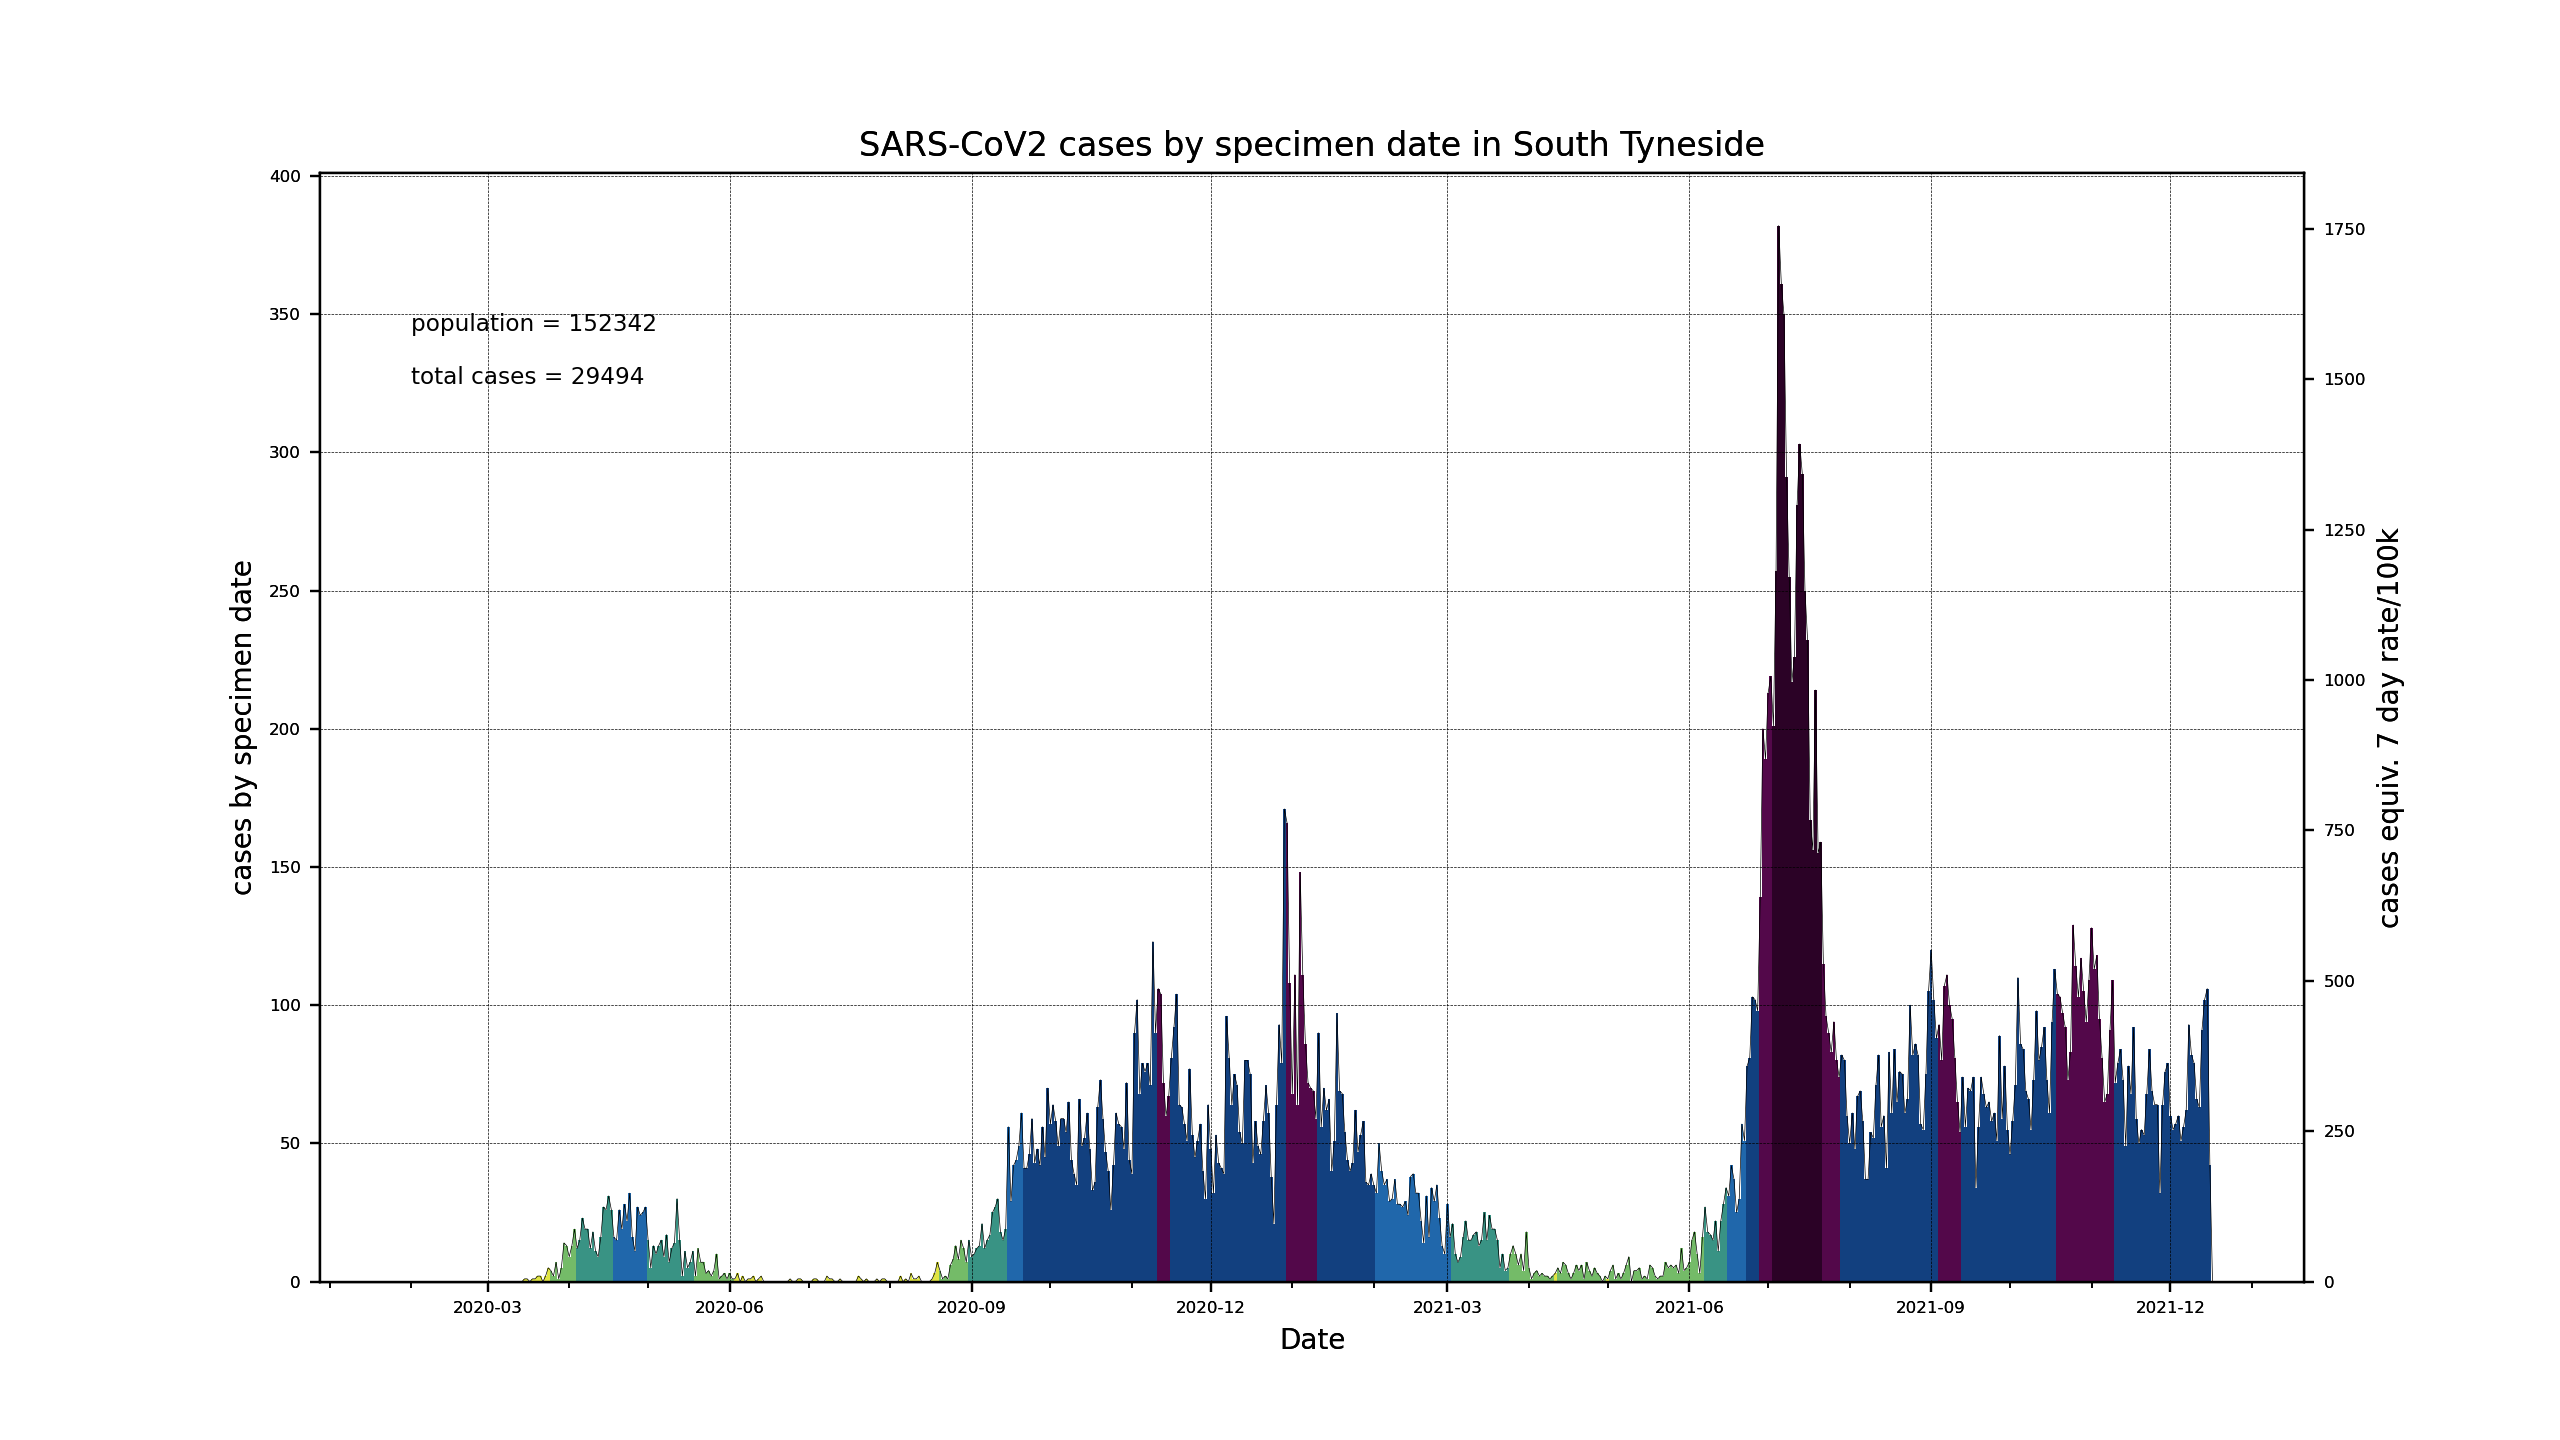 SARS-CoV2 cases by specimen date in South Tyneside
400
350
300
250
200
150
100
50
0
cases by specimen date
population = 152342
total cases = 29494
1750
1500
1250
1000
750
500
250
0
cases equiv. 7 day rate/100k
2020-03 2020-06 2020-09 2020-12 2021-03 2021-06 2021-09 2021-12
Date